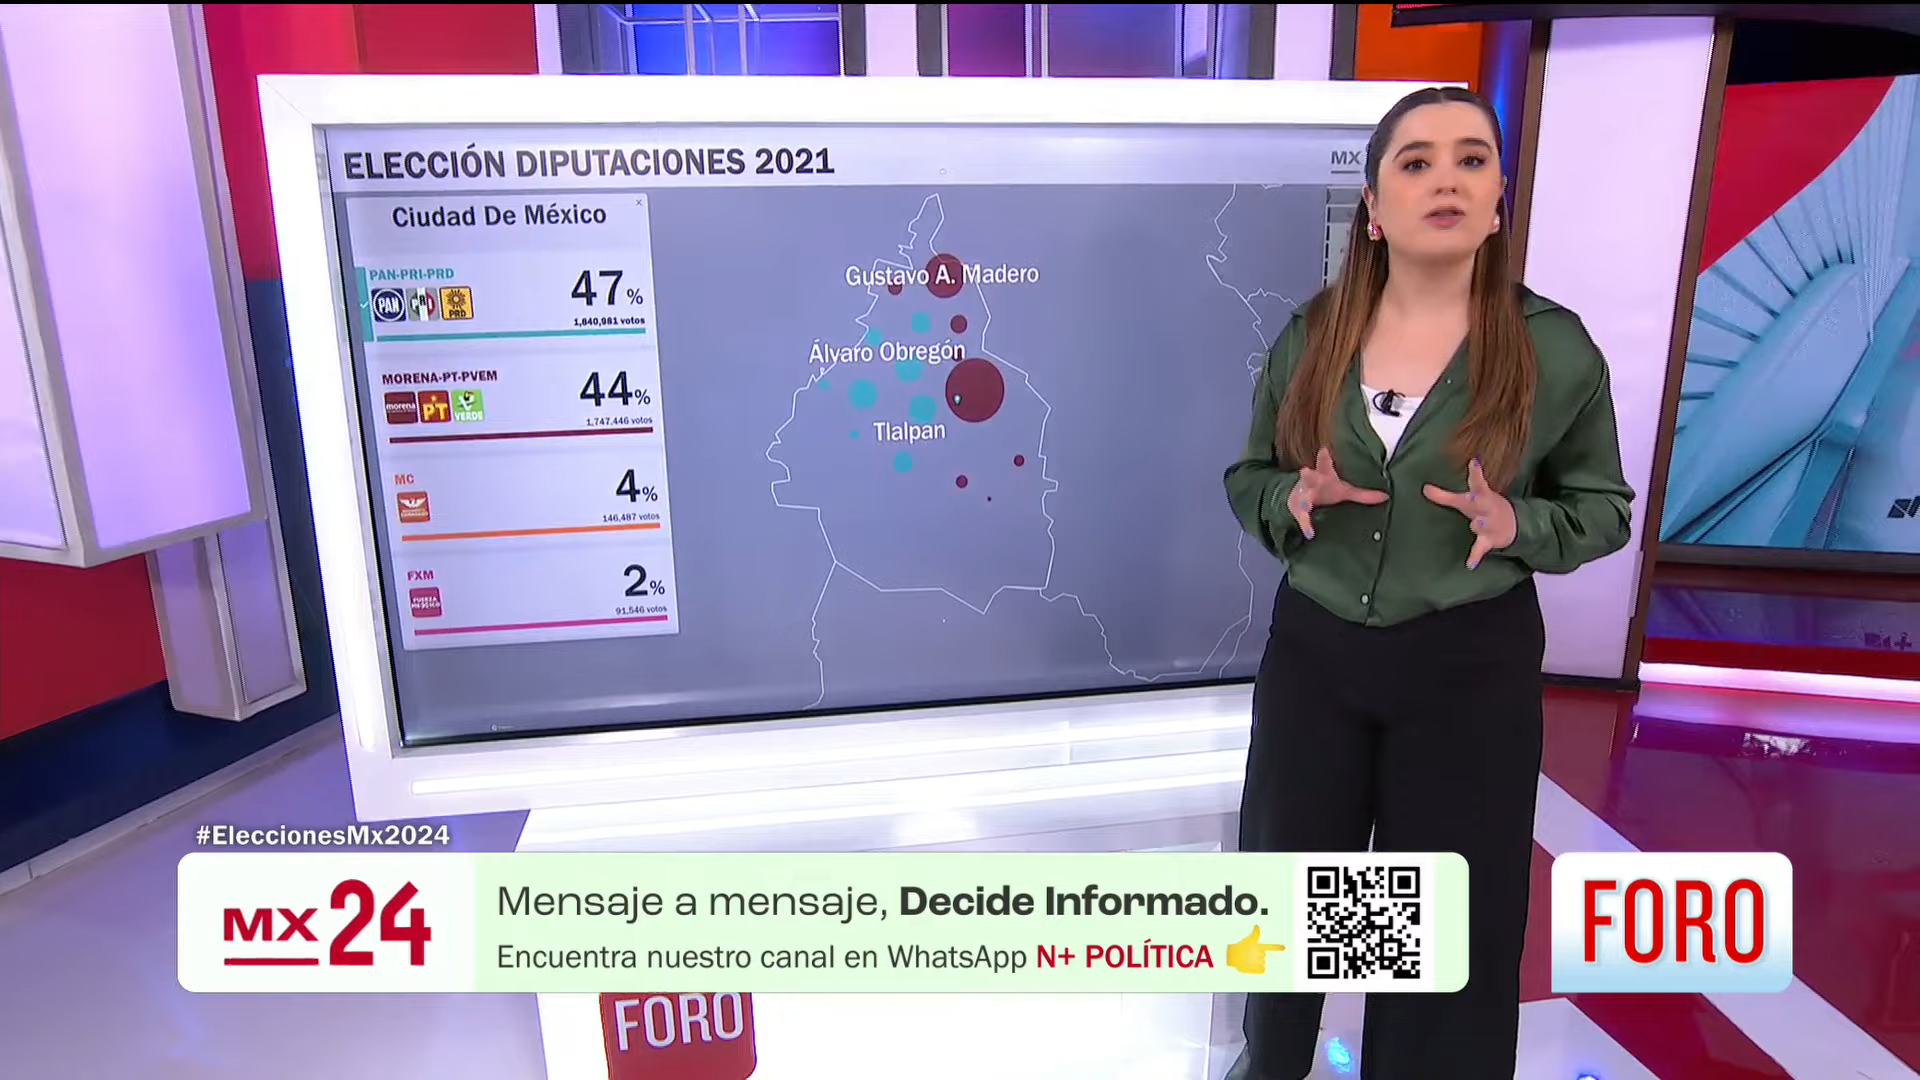 ELECCIÓN DIPUTACIONES 2021
MX
Ciudad De México
PAN-PRI-PRD
47%
PAN
PRI
PRD
1,840,981 votos
MORENA-PT-PVEM
44%
morena
PT
VERDE
1,747,446 votos
MC
4%
146,487 votos
FXM
2%
FUERZA
MÉXICO
91,546 votos
Gustavo A. Madero
Álvaro Obregón
Tlalpan
#EleccionesMx2024
MX24
Mensaje a mensaje, Decide Informado.
Encuentra nuestro canal en WhatsApp N+ POLÍTICA
FORO
FORO